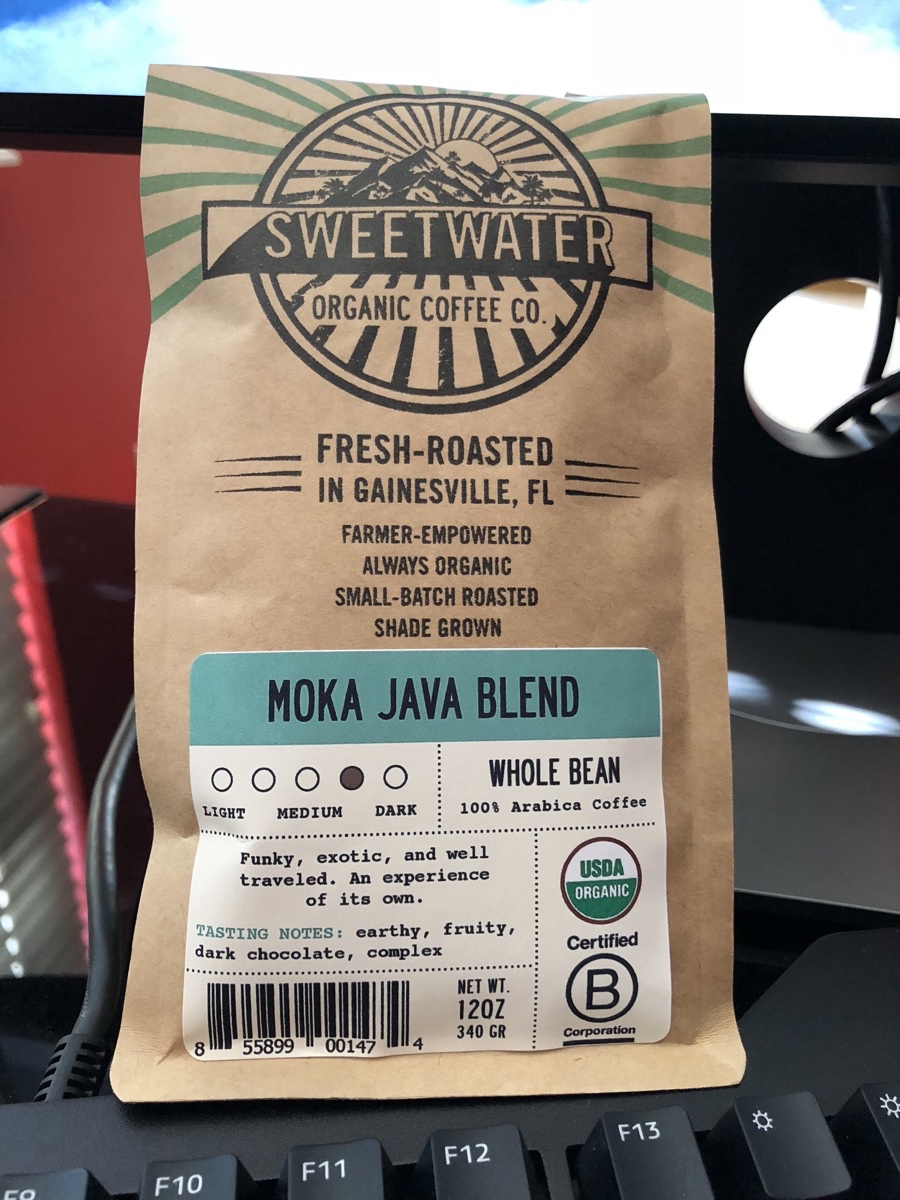 SWEETWATER
ORGANIC COFFEE CO.
FRESH-ROASTED
IN GAINESVILLE, FL
FARMER-EMPOWERED
ALWAYS ORGANIC
SMALL-BATCH ROASTED
SHADE GROWN
MOKA JAVA BLEND
LIGHT MEDIUM DARK
WHOLE BEAN
100% Arabica Coffee
Funky, exotic, and well
traveled. An experience
of its own.
TASTING NOTES: earthy, fruity,
dark chocolate, complex
USDA
ORGANIC
Certified
B
Corporation
NET WT.
12OZ
340 GR
8 55899 00147 4
F9 F10 F11 F12 F13